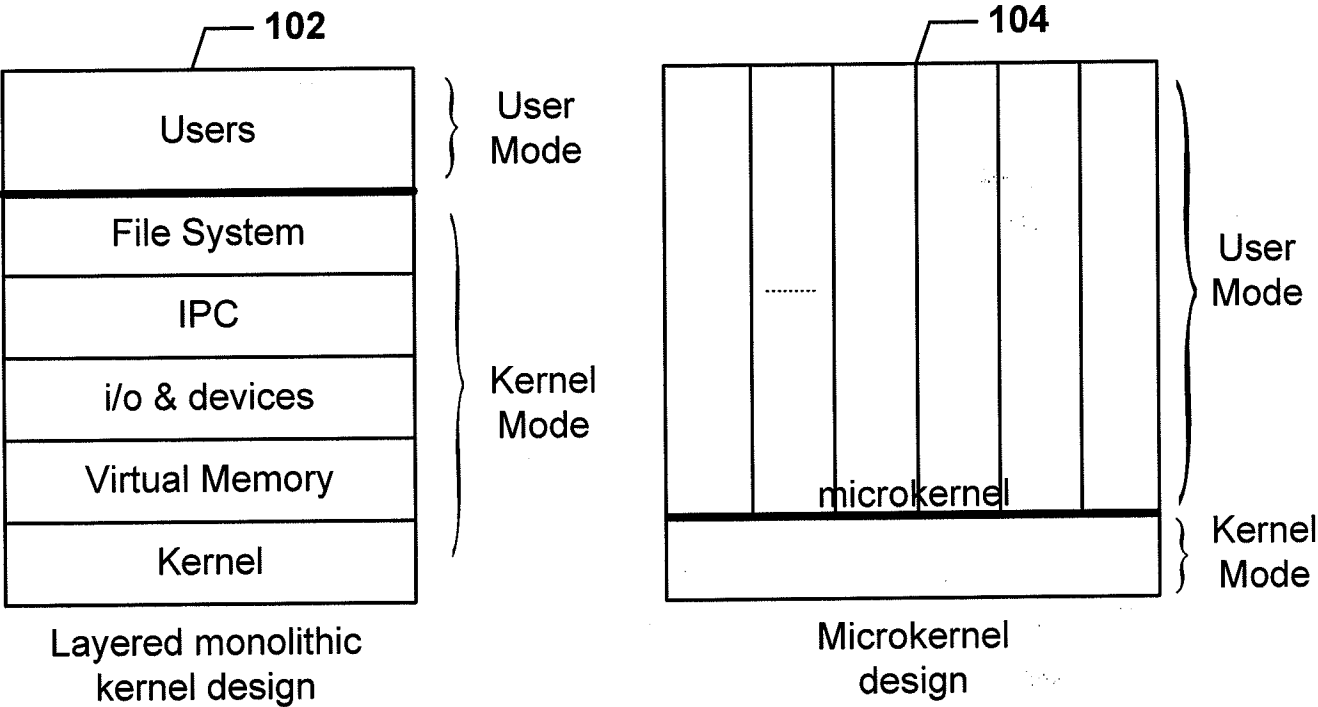 102
Users
User
Mode
File System
IPC
i/o & devices
Virtual Memory
Kernel
Kernel
Mode
Layered monolithic
kernel design
104
User
Mode
microkernel
Kernel
Mode
Microkernel
design